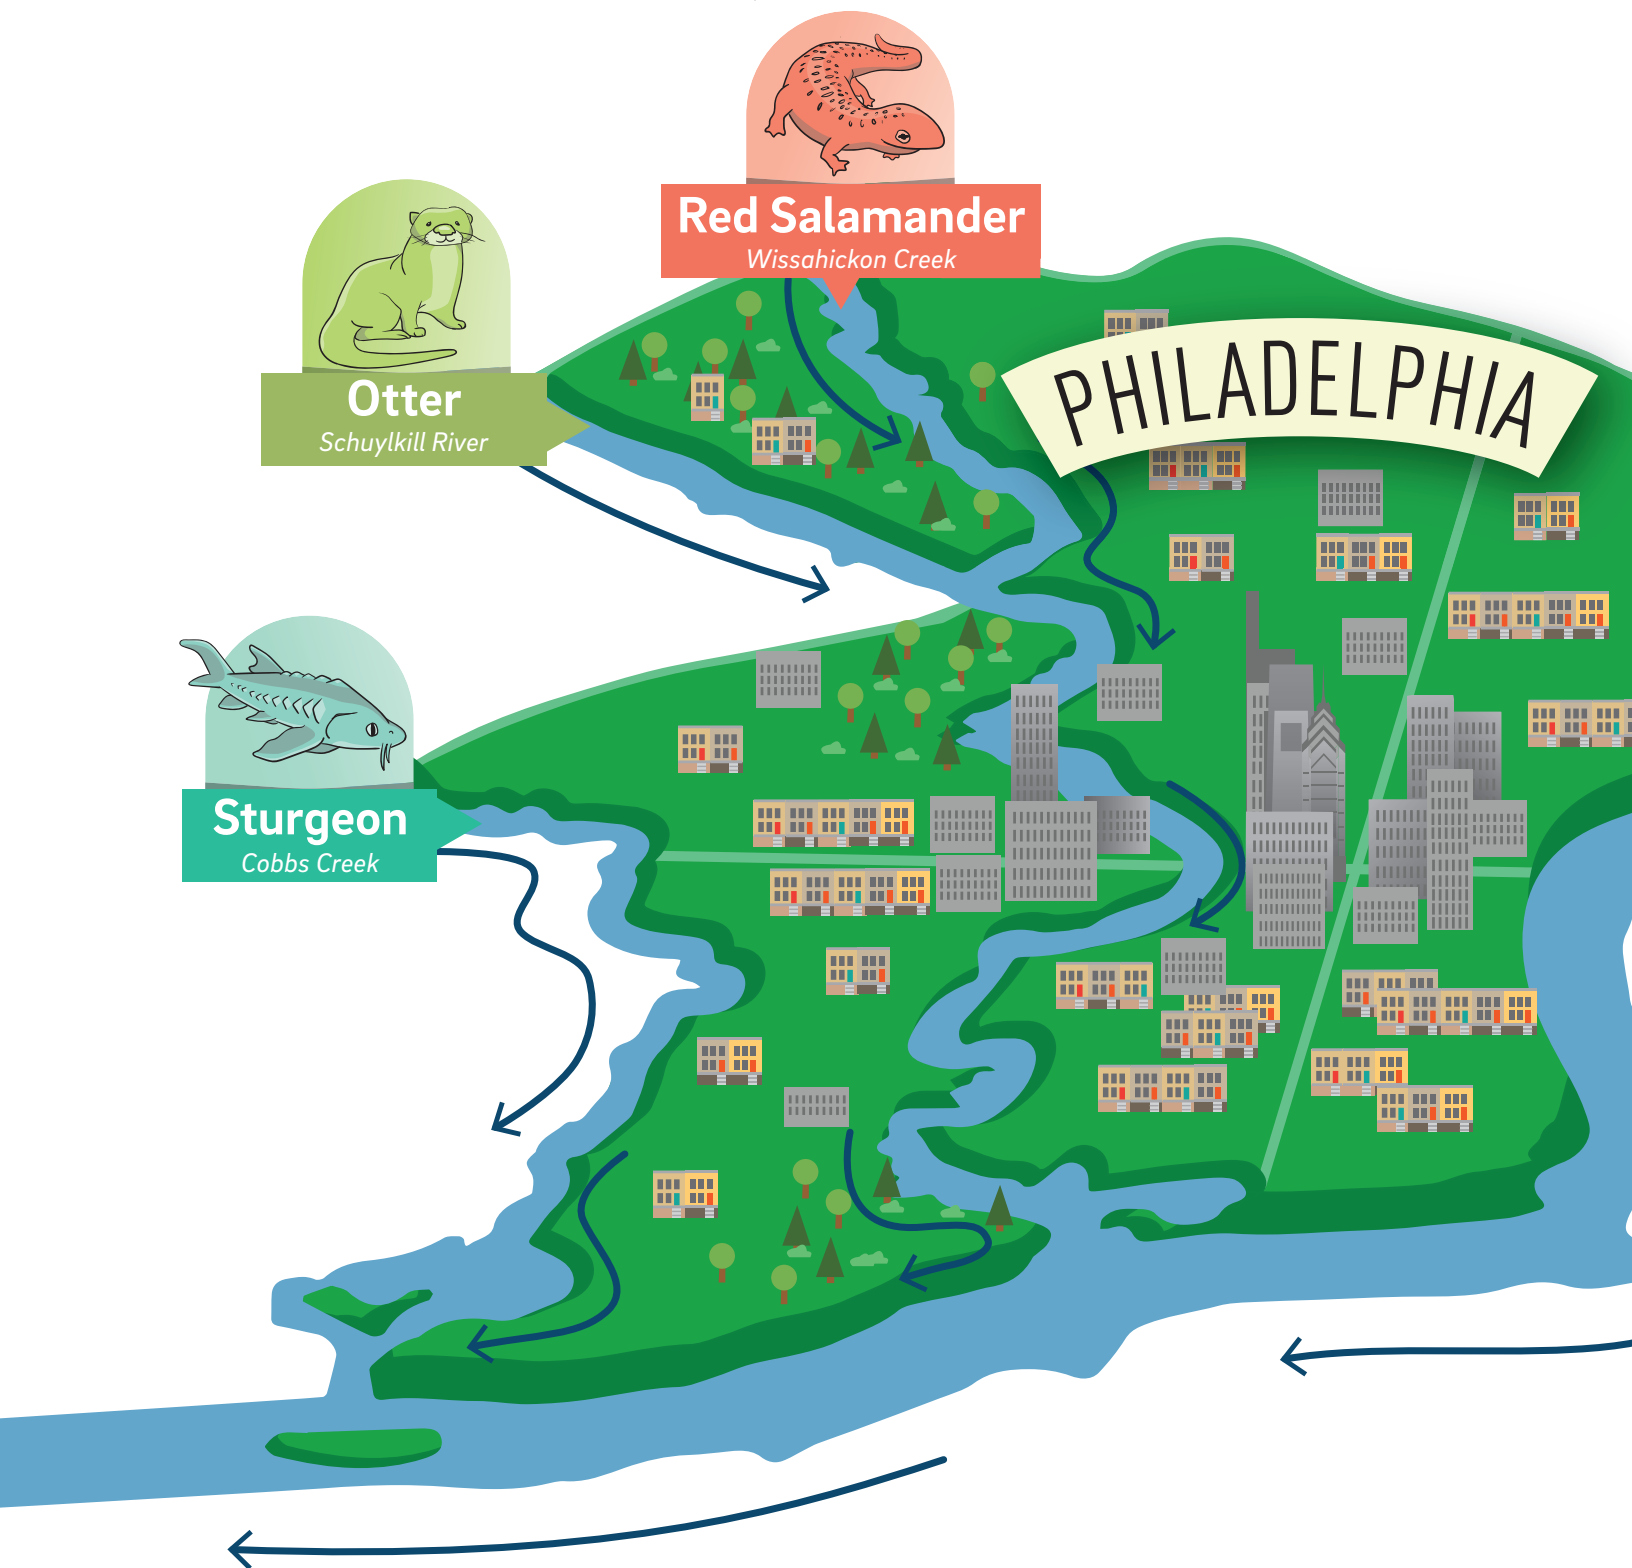 Red Salamander
Wissahickon Creek
Otter
Schuylkill River
PHILADELPHIA
Sturgeon
Cobbs Creek